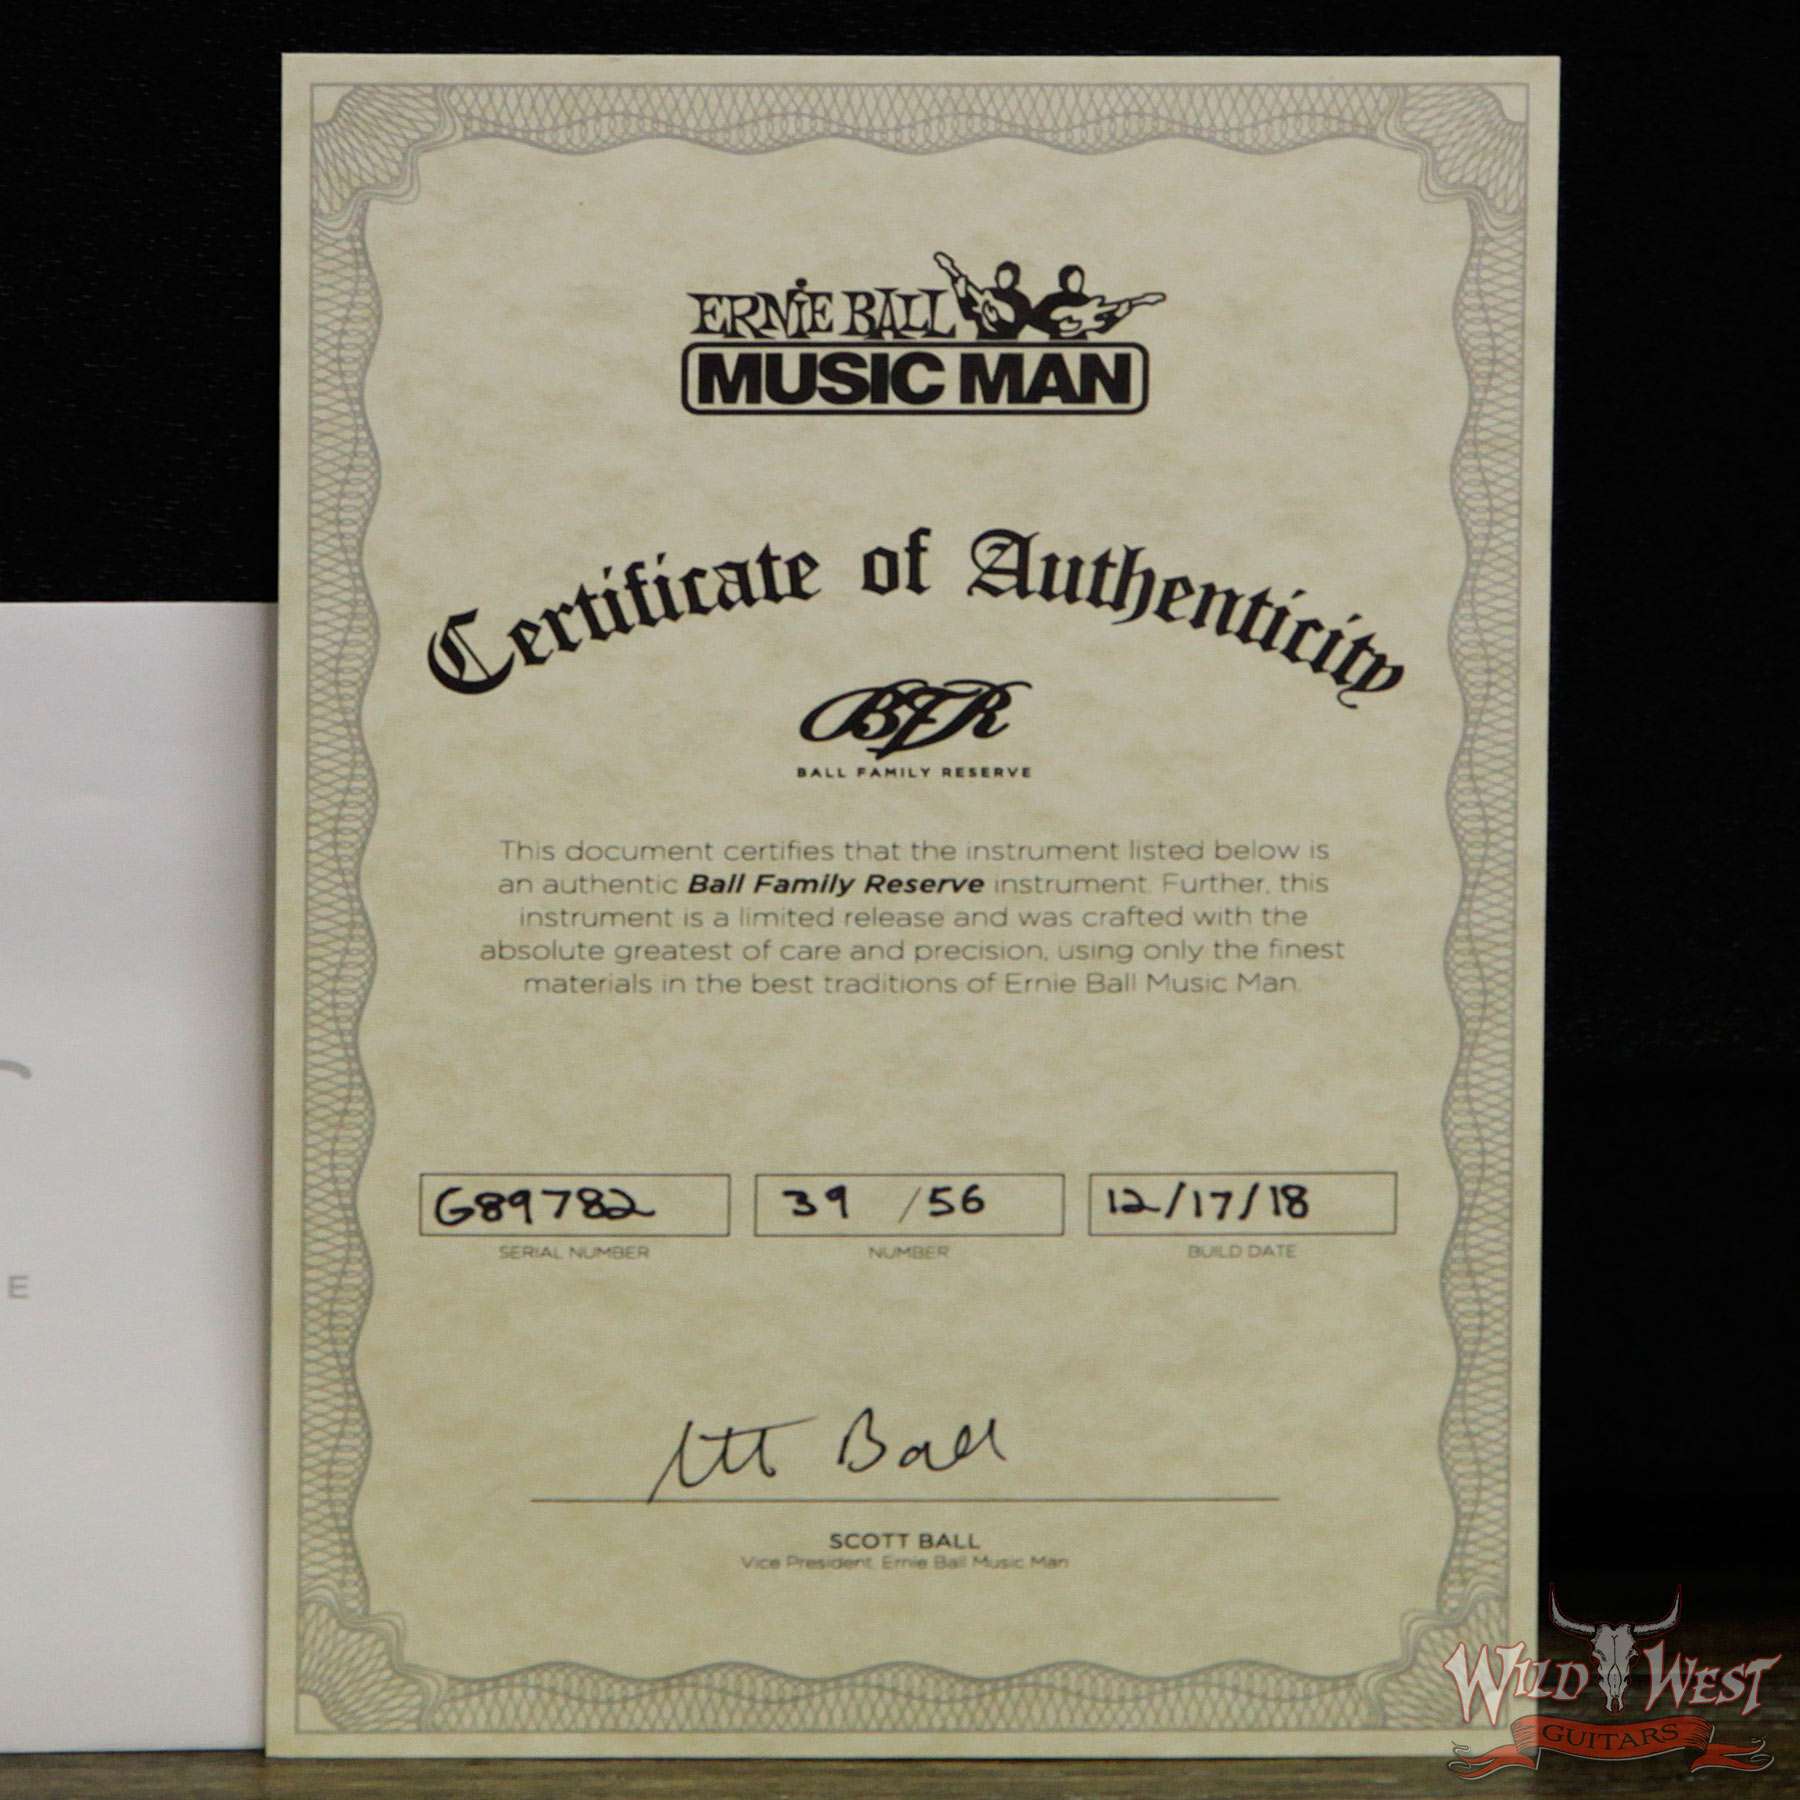 ERNIE BALL
MUSIC MAN
Certificate of Authenticity
BFR
BALL FAMILY RESERVE
This document certifies that the instrument listed below is
an authentic Ball Family Reserve instrument. Further, this
instrument is a limited release and was crafted with the
absolute greatest of care and precision, using only the finest
materials in the best traditions of Ernie Ball Music Man.
G89782 39 /56 12/17/18
SERIAL NUMBER NUMBER BUILD DATE
E
Scott Ball
SCOTT BALL
Vice President, Ernie Ball Music Man
WILD WEST
GUITARS